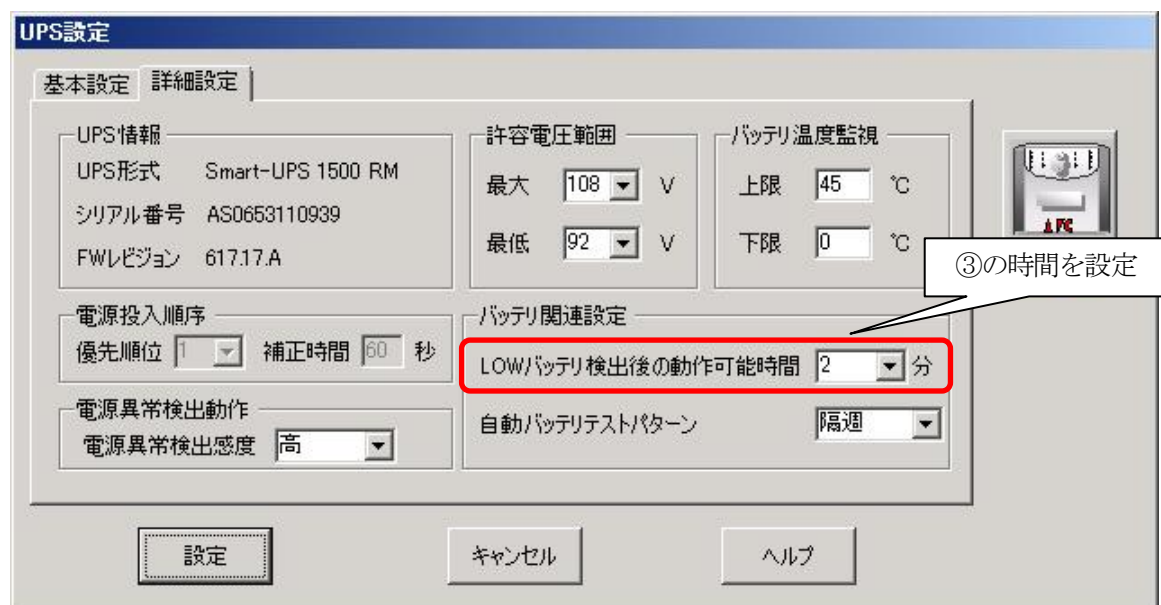 UPS設定
基本設定 詳細設定
UPS情報
UPS形式 Smart-UPS 1500 RM
シリアル番号 AS0653110939
FWレビジョン 617.17.A
許容電圧範囲
最大 108 V
最低 92 V
バッテリ温度監視
上限 45 ℃
下限 0 ℃
APC
③の時間を設定
電源投入順序
優先順位 1 補正時間 60 秒
電源異常検出動作
電源異常検出感度 高
バッテリ関連設定
LOWバッテリ検出後の動作可能時間 2 分
自動バッテリテストパターン 隔週
設定 キャンセル ヘルプ